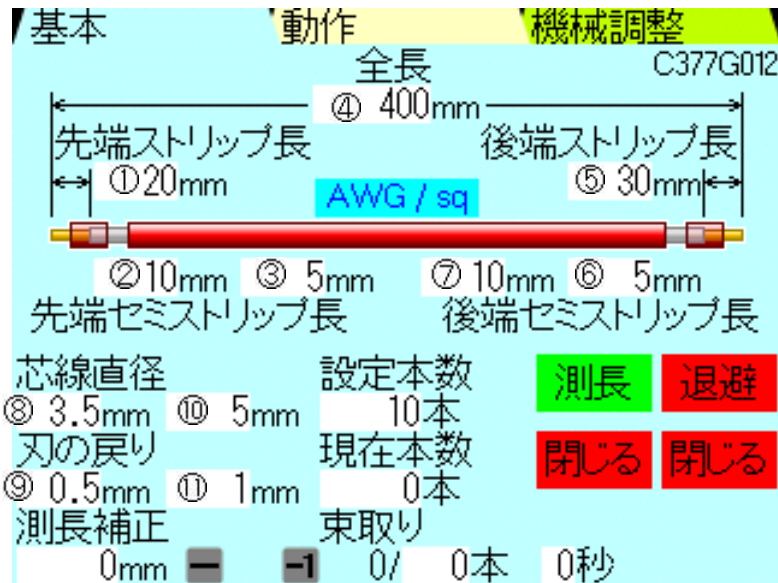 基本 動作 機械調整
全長 C377G012
④ 400mm
先端ストリップ長 後端ストリップ長
①20mm ⑤ 30mm
AWG / sq
②10mm ③ 5mm ⑦10mm ⑥ 5mm
先端セミストリップ長 後端セミストリップ長
芯線直径 設定本数 測長 退避
⑧ 3.5mm ⑩ 5mm 10本
刃の戻り 現在本数 閉じる 閉じる
⑨ 0.5mm ⑪ 1mm 0本
測長補正 束取り
0mm ー -1 0/ 0本 0秒